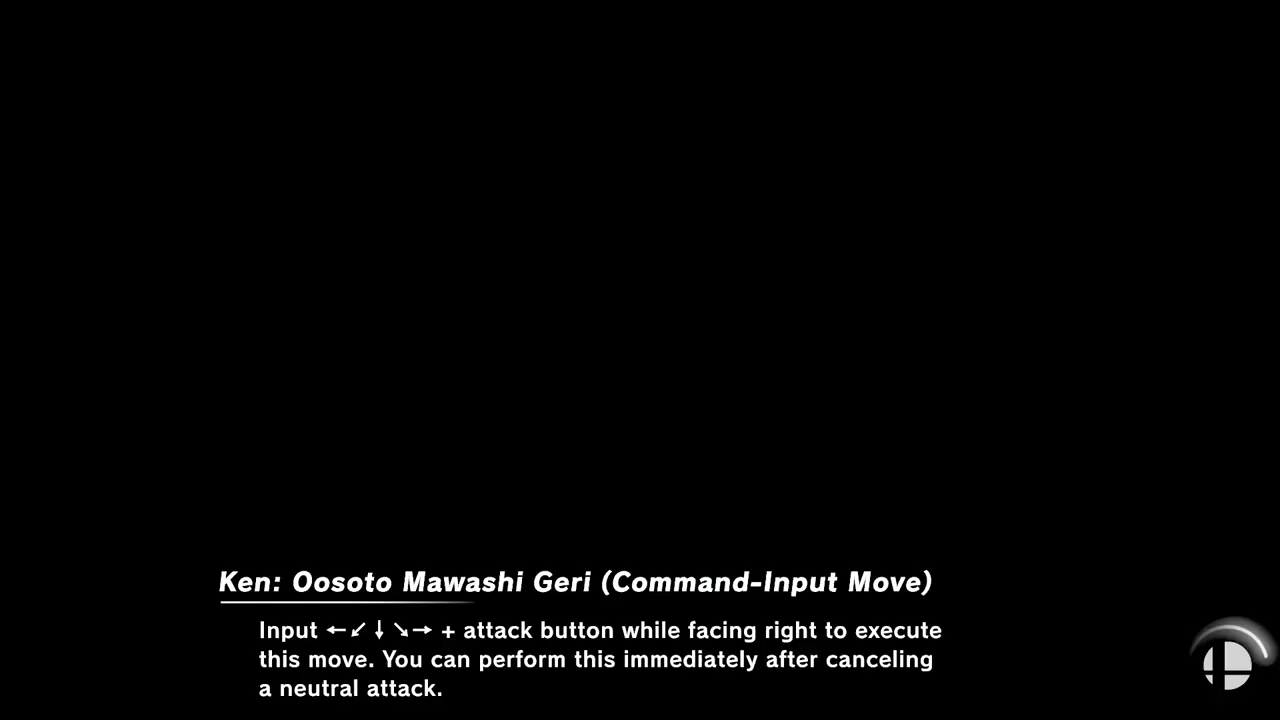 Ken: Oosoto Mawashi Geri (Command-Input Move)
Input ←↙↓↘→ + attack button while facing right to execute
this move. You can perform this immediately after canceling
a neutral attack.